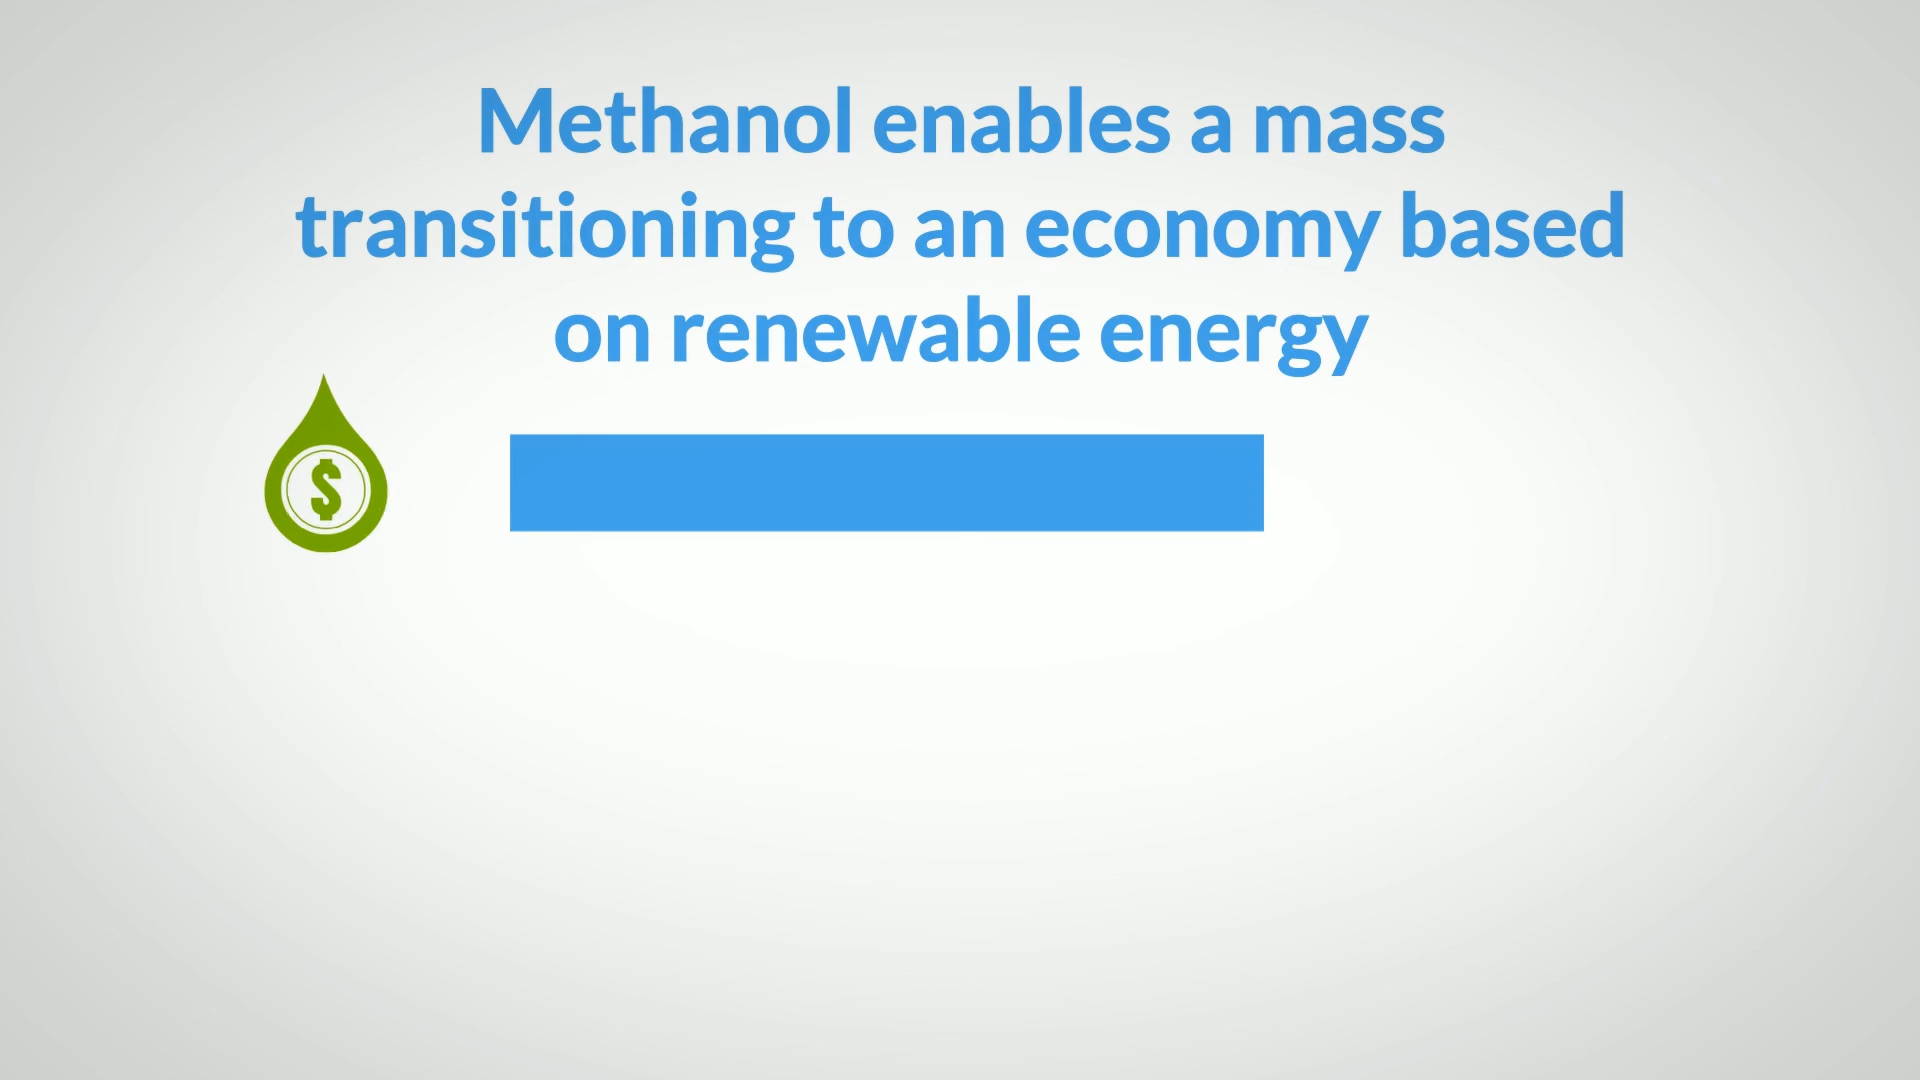 Methanol enables a mass
transitioning to an economy based
on renewable energy
$